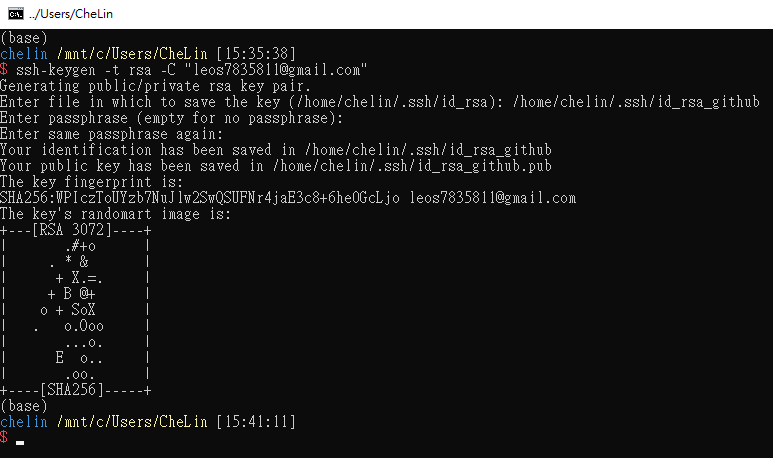 ../Users/CheLin
(base)
chelin /mnt/c/Users/CheLin [15:35:38]
$ ssh-keygen -t rsa -C "leos7835811@gmail.com"
Generating public/private rsa key pair.
Enter file in which to save the key (/home/chelin/.ssh/id_rsa): /home/chelin/.ssh/id_rsa_github
Enter passphrase (empty for no passphrase):
Enter same passphrase again:
Your identification has been saved in /home/chelin/.ssh/id_rsa_github
Your public key has been saved in /home/chelin/.ssh/id_rsa_github.pub
The key fingerprint is:
SHA256:WPIczToUYzb7NuJlw2SwQSUFNr4jaE3c8+6he0GcLjo leos7835811@gmail.com
The key's randomart image is:
+---[RSA 3072]----+
|       .#+o      |
|     . * &       |
|      + X.=.     |
|     + B @+      |
|    o + SoX      |
|   .   o.Ooo     |
|       ...o.     |
|      E  o..     |
|       .oo.      |
+----[SHA256]-----+
(base)
chelin /mnt/c/Users/CheLin [15:41:11]
$